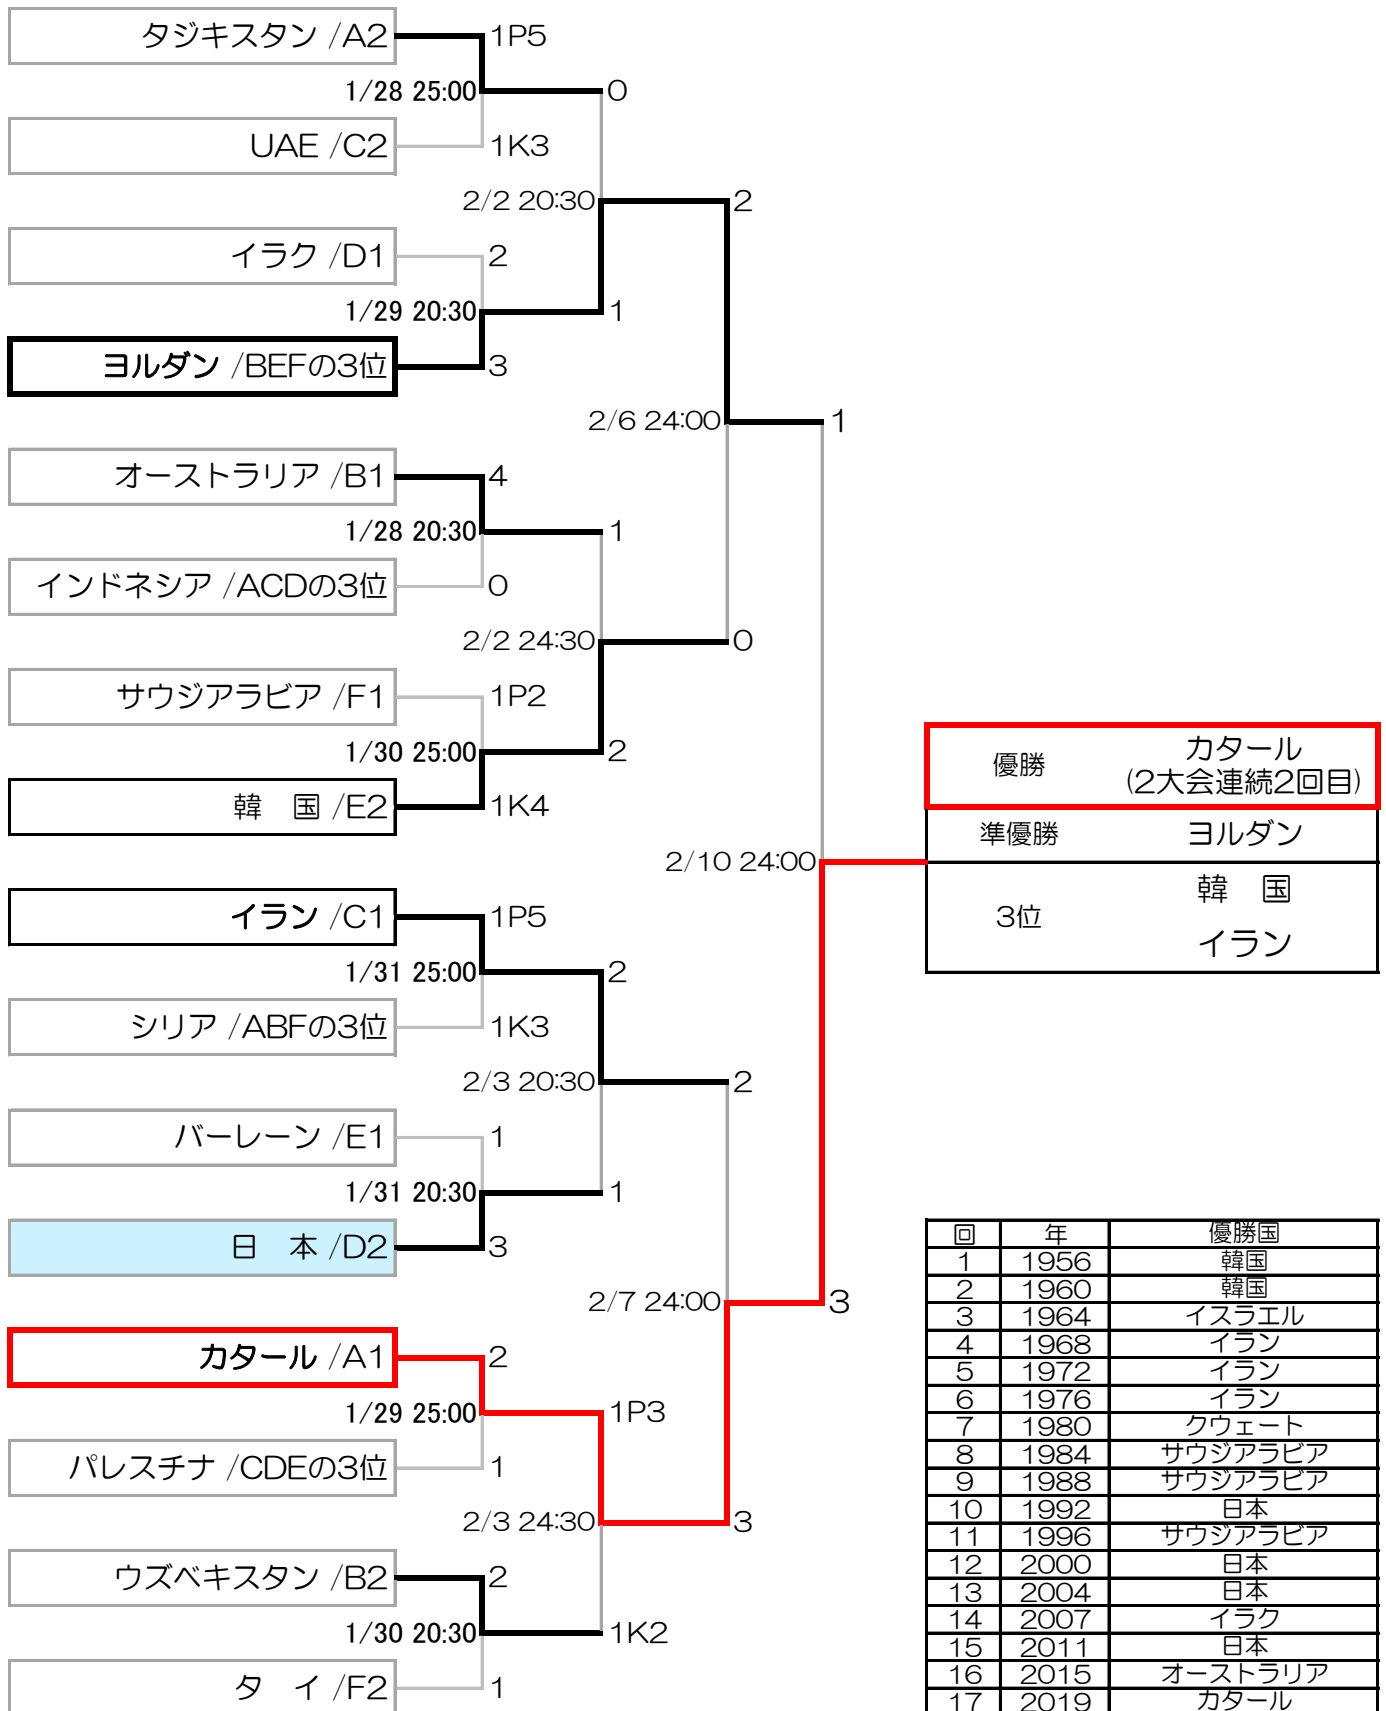 タジキスタン /A2
1P5
1/28 25:00
0
UAE /C2
1K3
2/2 20:30
2
イラク /D1
2
1/29 20:30
1
ヨルダン /BEFの3位
3
2/6 24:00
1
オーストラリア /B1
4
1/28 20:30
1
インドネシア /ACDの3位
0
2/2 24:30
0
サウジアラビア /F1
1P2
1/30 25:00
2
韓　国 /E2
1K4
2/10 24:00
優勝
カタール
(2大会連続2回目)
準優勝
ヨルダン
3位
韓　国
イラン
イラン /C1
1P5
1/31 25:00
2
シリア /ABFの3位
1K3
2/3 20:30
2
バーレーン /E1
1
1/31 20:30
1
日　本 /D2
3
2/7 24:00
3
カタール /A1
2
1/29 25:00
1P3
パレスチナ /CDEの3位
1
2/3 24:30
3
ウズベキスタン /B2
2
1/30 20:30
1K2
タ　イ /F2
1
回 年 優勝国
1 1956 韓国
2 1960 韓国
3 1964 イスラエル
4 1968 イラン
5 1972 イラン
6 1976 イラン
7 1980 クウェート
8 1984 サウジアラビア
9 1988 サウジアラビア
10 1992 日本
11 1996 サウジアラビア
12 2000 日本
13 2004 日本
14 2007 イラク
15 2011 日本
16 2015 オーストラリア
17 2019 カタール